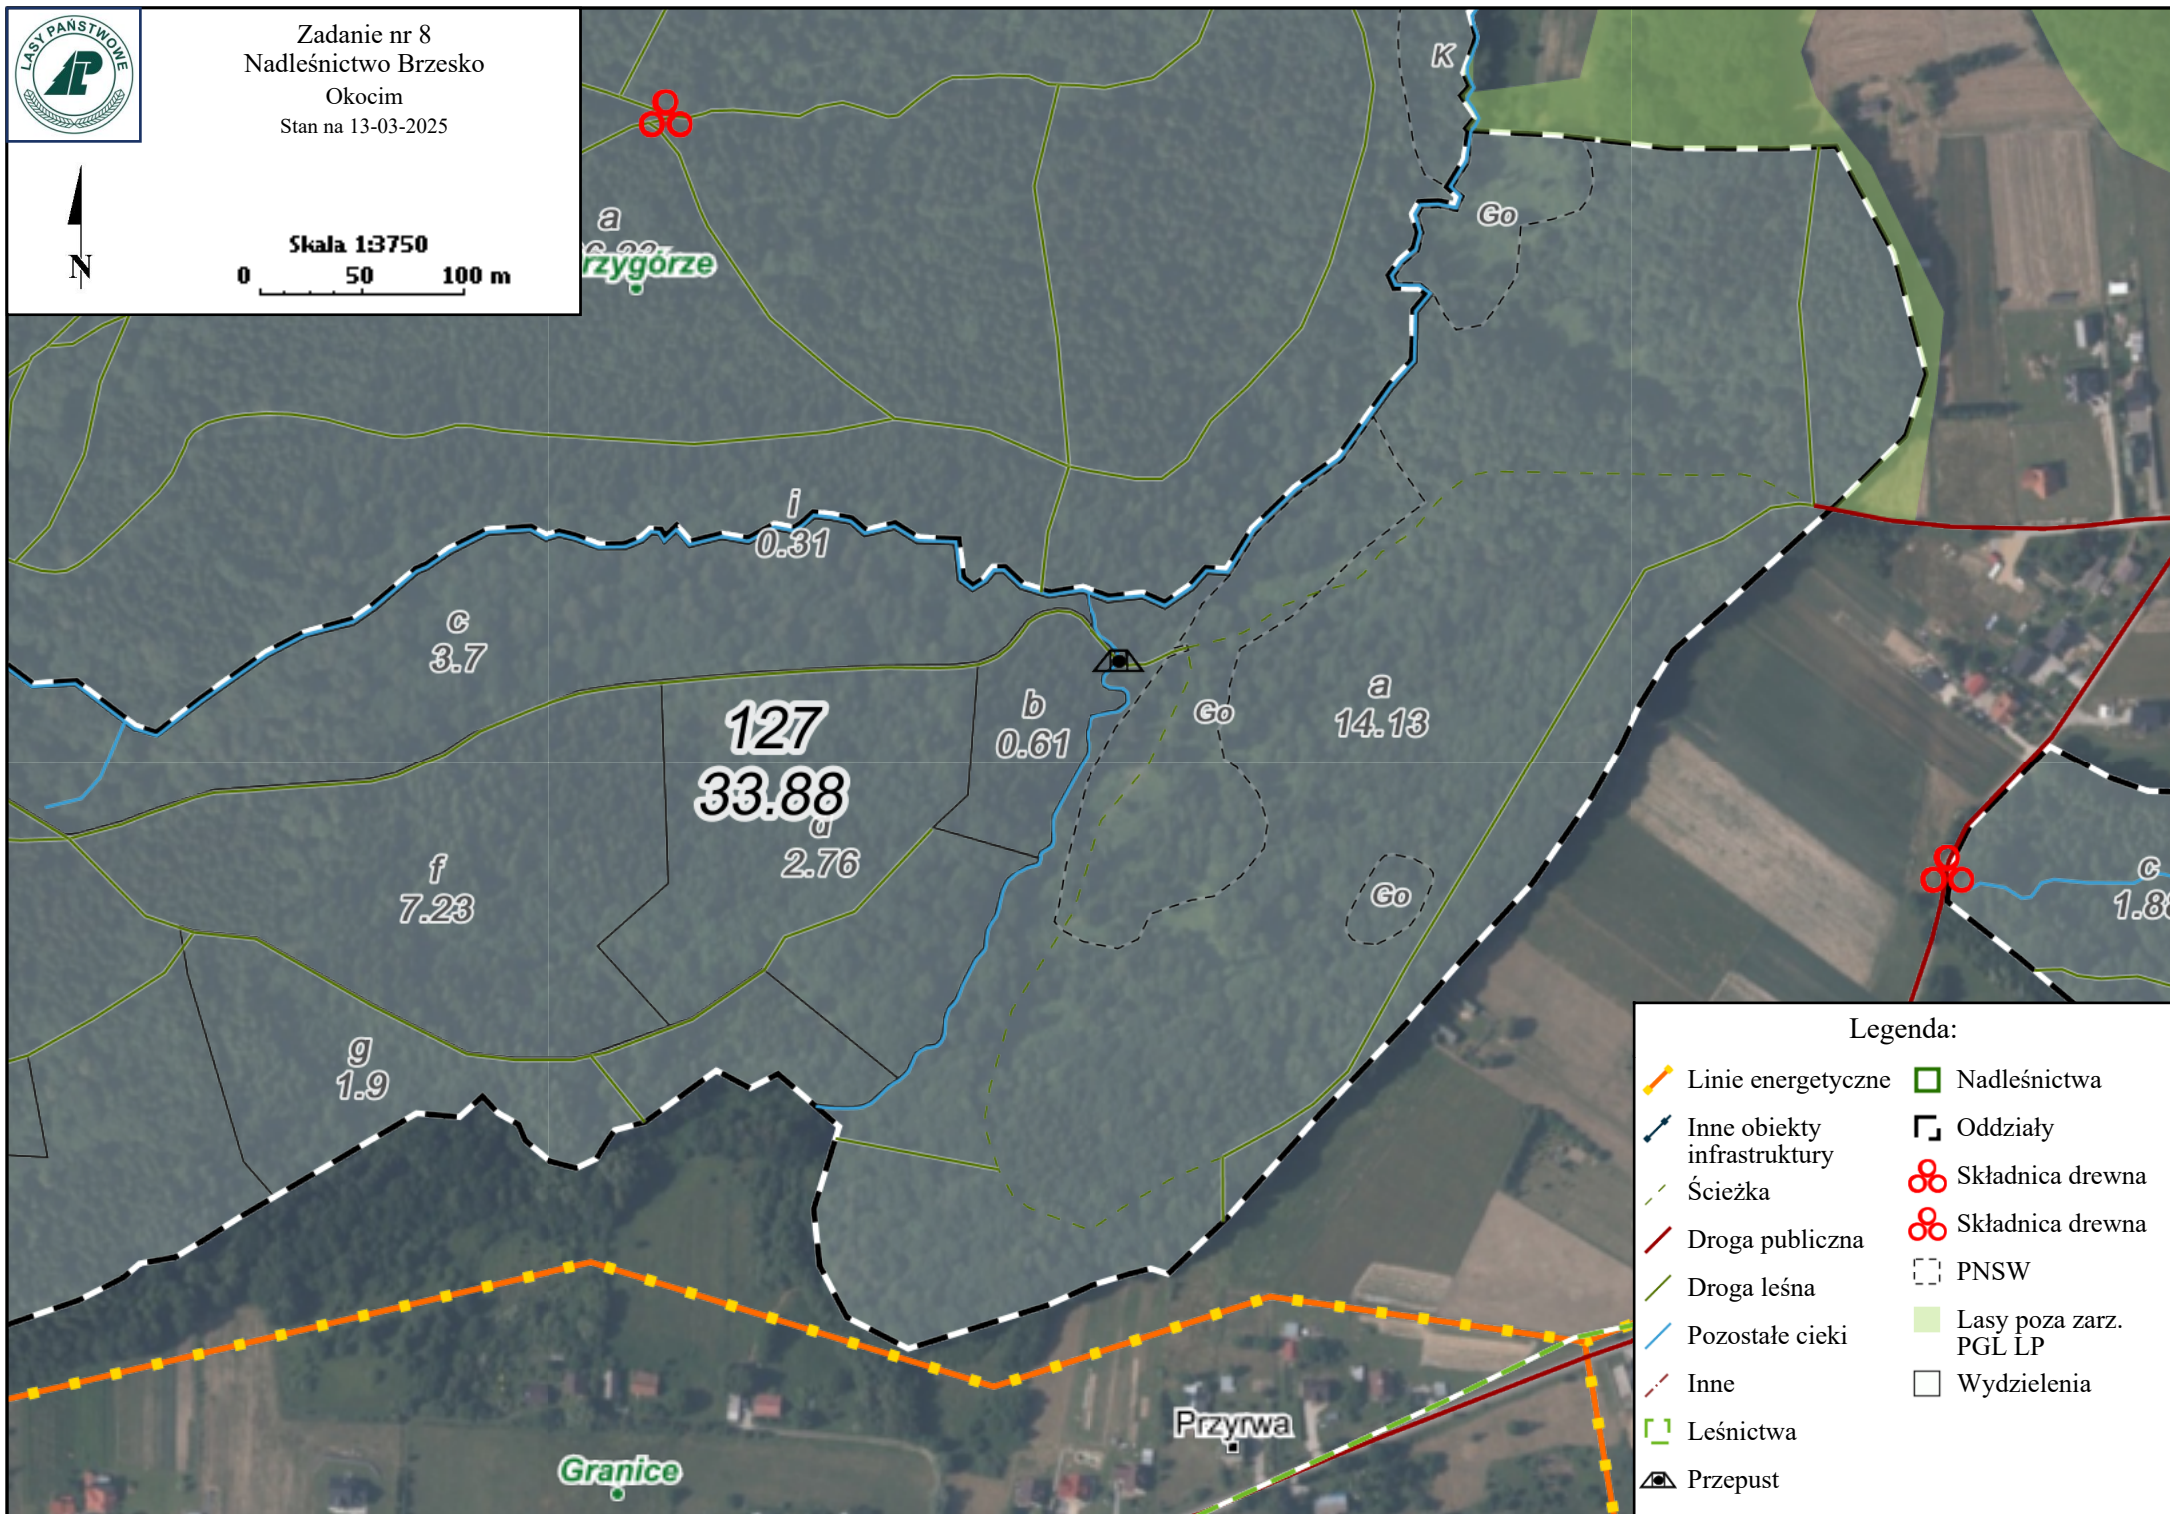 LASY PAŃSTWOWE
Zadanie nr 8
Nadleśnictwo Brzesko
Okocim
Stan na 13-03-2025
N
Skala 1:3750
0 50 100 m
K
Go
a
rzygórze
i
0.31
c
3.7
127
33.88
b
0.61
Go
a
14.13
2.76
f
7.23
Go
c
g
1.9
Przyrwa
Granice
Legenda:
Linie energetyczne
Inne obiekty
infrastruktury
Ścieżka
Droga publiczna
Droga leśna
Pozostałe cieki
Inne
Leśnictwa
Przepust
Nadleśnictwa
Oddziały
Składnica drewna
Składnica drewna
PNSW
Lasy poza zarz.
PGL LP
Wydzielenia